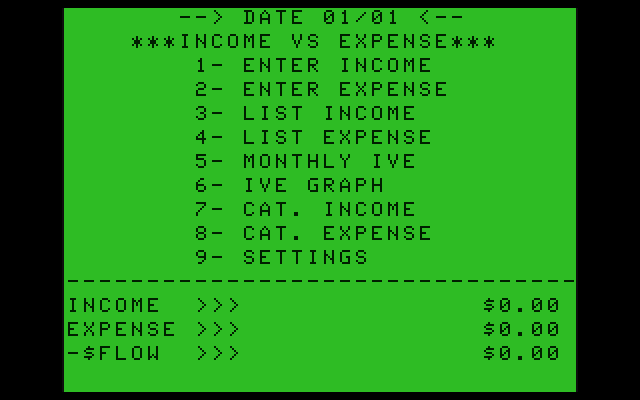 --> DATE 01/01 <--
***INCOME VS EXPENSE***
1- ENTER INCOME
2- ENTER EXPENSE
3- LIST INCOME
4- LIST EXPENSE
5- MONTHLY IVE
6- IVE GRAPH
7- CAT. INCOME
8- CAT. EXPENSE
9- SETTINGS
--------------------------------
INCOME >>> $0.00
EXPENSE >>> $0.00
-$FLOW >>> $0.00